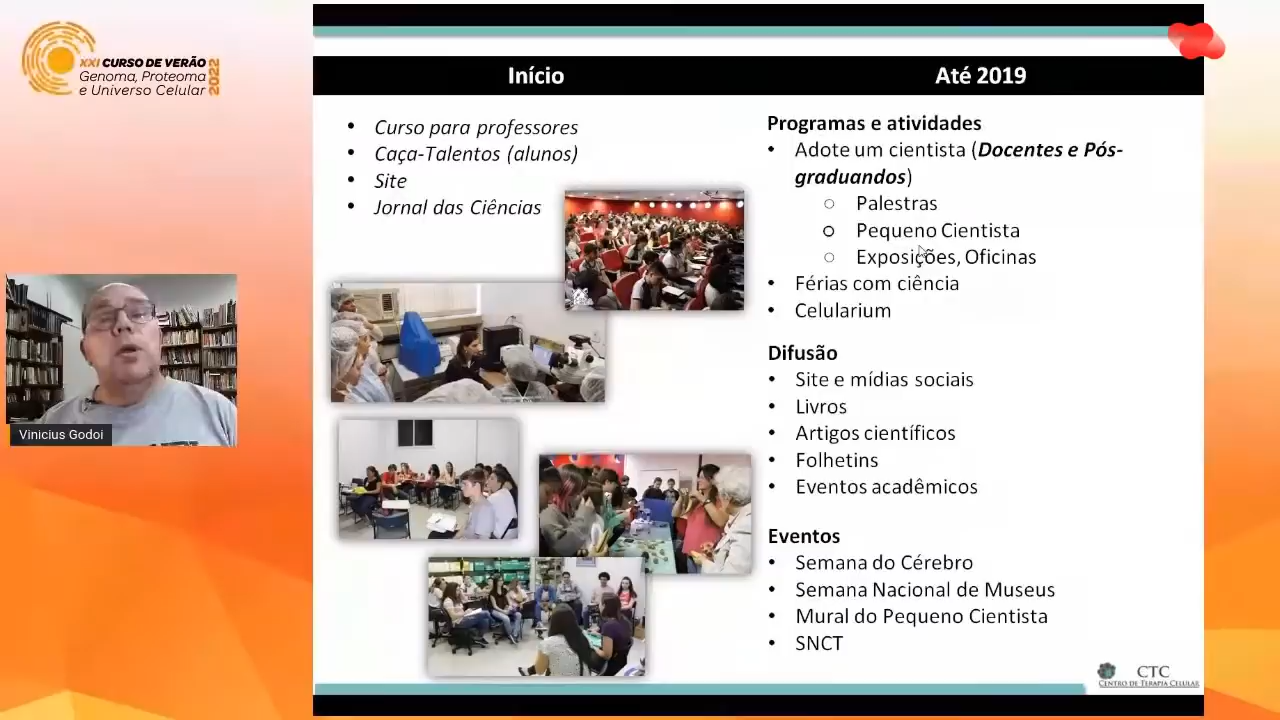 XXI CURSO DE VERÃO
Genoma, Proteoma
e Universo Celular
2022
Início
Até 2019
• Curso para professores
• Caça-Talentos (alunos)
• Site
• Jornal das Ciências
Programas e atividades
• Adote um cientista (Docentes e Pós-
graduandos)
○ Palestras
○ Pequeno Cientista
○ Exposições, Oficinas
• Férias com ciência
• Celularium
Difusão
• Site e mídias sociais
• Livros
• Artigos científicos
• Folhetins
• Eventos acadêmicos
Eventos
• Semana do Cérebro
• Semana Nacional de Museus
• Mural do Pequeno Cientista
• SNCT
Vinicius Godoi
CTC
CENTRO DE TERAPIA CELULAR